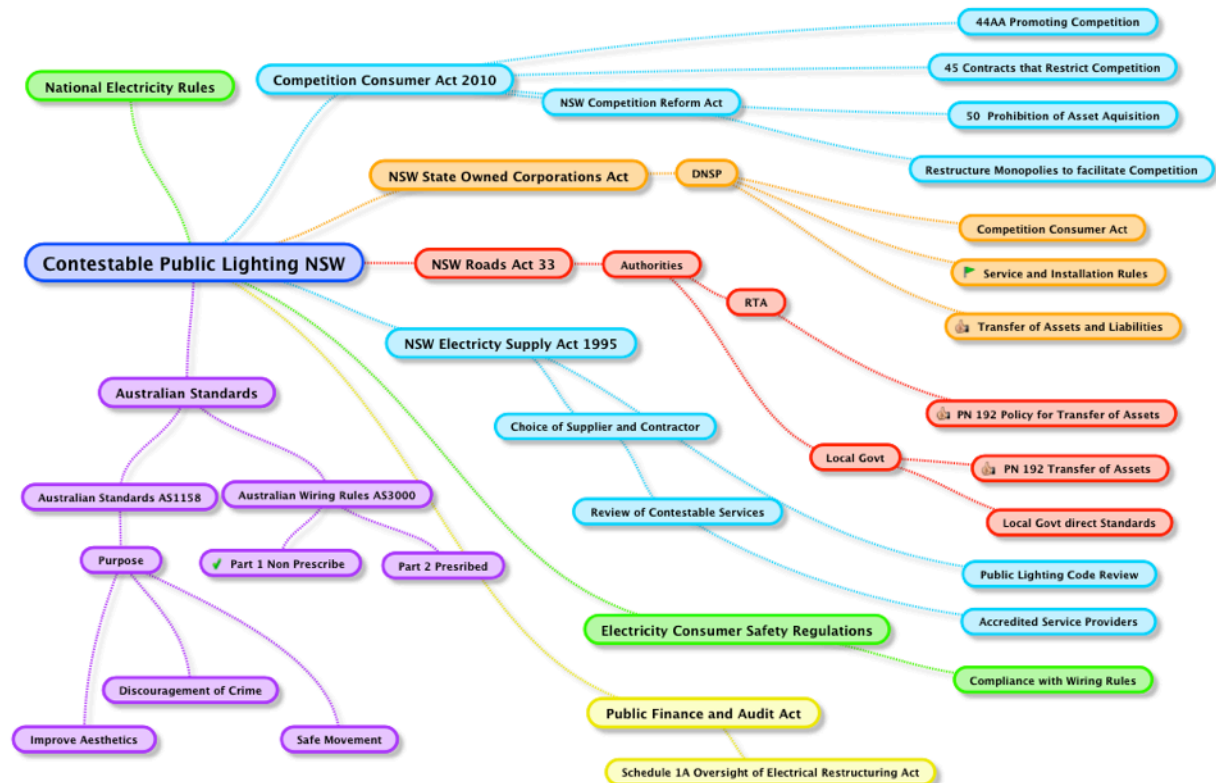 44AA Promoting Competition
Competition Consumer Act 2010
45 Contracts that Restrict Competition
National Electricity Rules
NSW Competition Reform Act
50 Prohibition of Asset Aquisition
Restructure Monopolies to facilitate Competition
NSW State Owned Corporations Act
DNSP
Competition Consumer Act
Service and Installation Rules
Transfer of Assets and Liabilities
Contestable Public Lighting NSW
NSW Roads Act 33
Authorities
RTA
PN 192 Policy for Transfer of Assets
Local Govt
PN 192 Transfer of Assets
Local Govt direct Standards
NSW Electricty Supply Act 1995
Choice of Supplier and Contractor
Review of Contestable Services
Public Lighting Code Review
Accredited Service Providers
Australian Standards
Australian Standards AS1158
Australian Wiring Rules AS3000
Purpose
Part 1 Non Prescribe
Part 2 Presribed
Discouragement of Crime
Improve Aesthetics
Safe Movement
Electricity Consumer Safety Regulations
Compliance with Wiring Rules
Public Finance and Audit Act
Schedule 1A Oversight of Electrical Restructuring Act